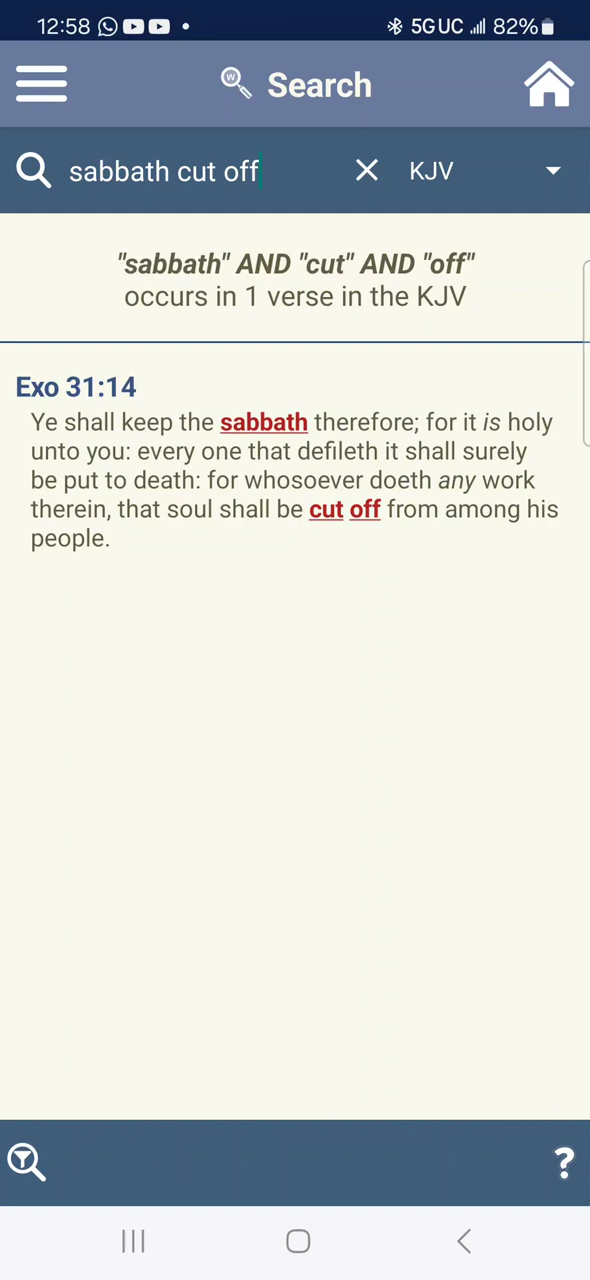 12:58 5G UC 82%
Search
sabbath cut off KJV
"sabbath" AND "cut" AND "off"
occurs in 1 verse in the KJV
Exo 31:14
Ye shall keep the sabbath therefore; for it is holy
unto you: every one that defileth it shall surely
be put to death: for whosoever doeth any work
therein, that soul shall be cut off from among his
people.
?